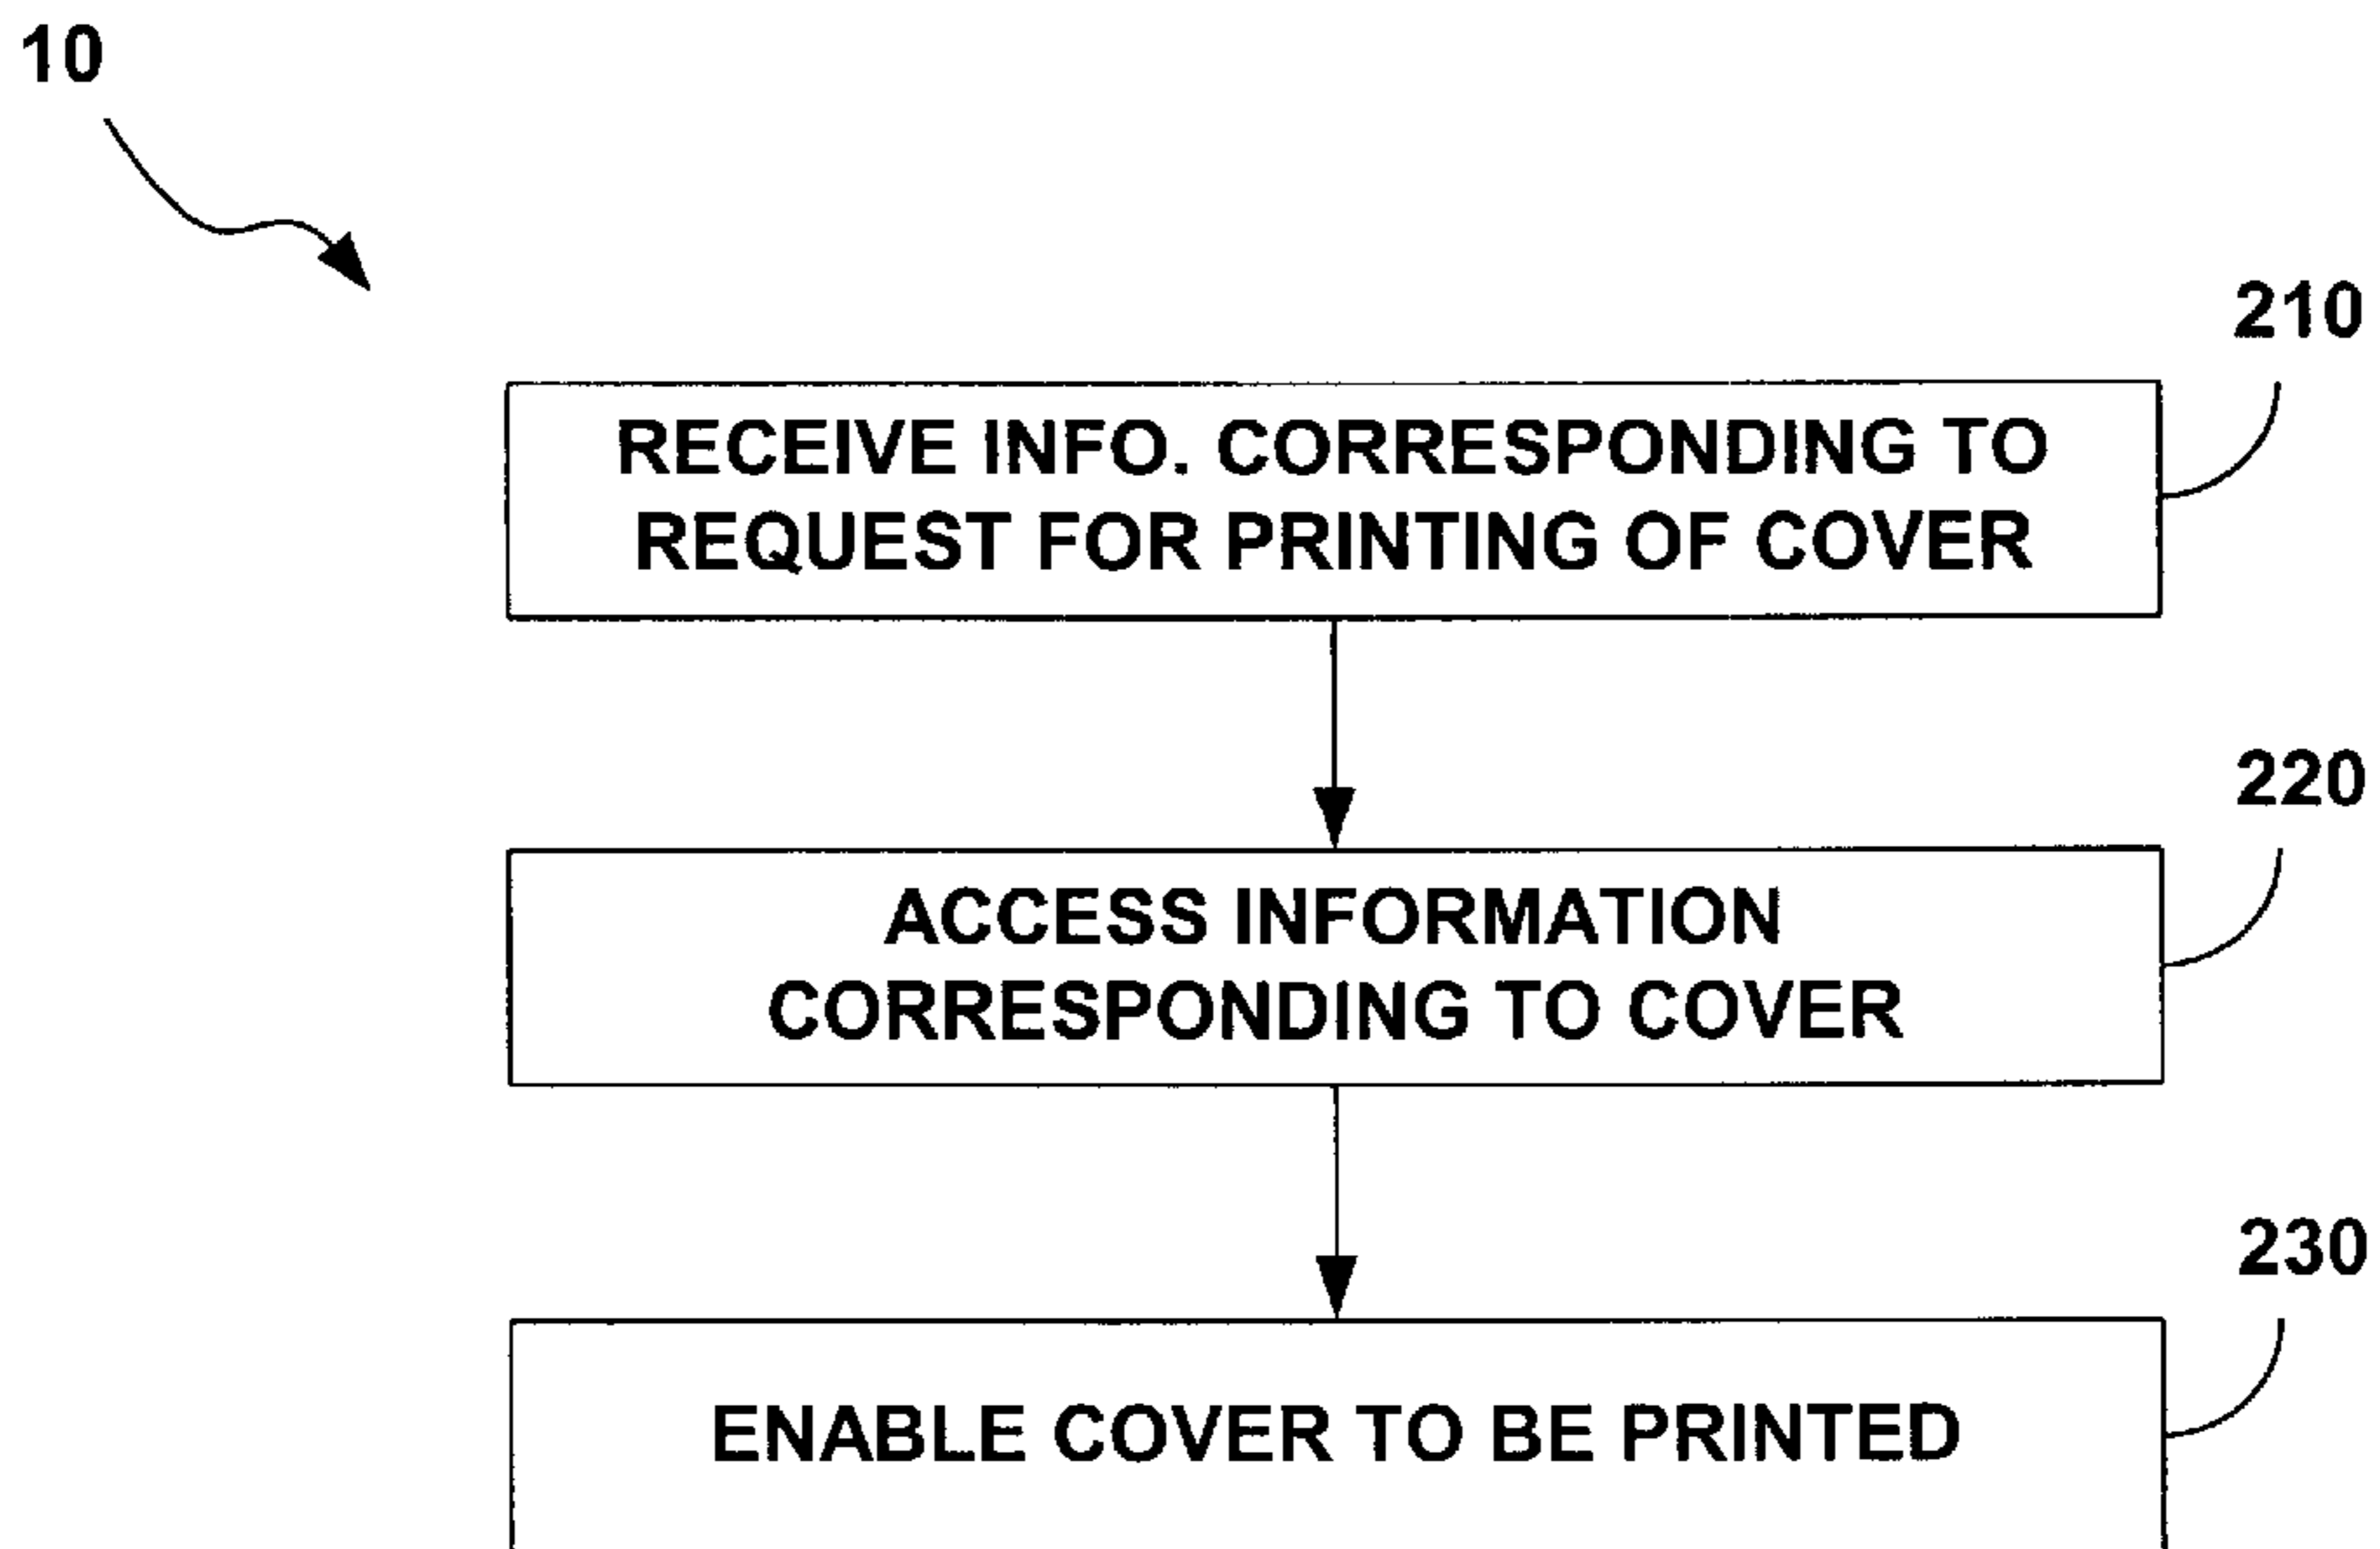 10
210
RECEIVE INFO. CORRESPONDING TO
REQUEST FOR PRINTING OF COVER
220
ACCESS INFORMATION
CORRESPONDING TO COVER
230
ENABLE COVER TO BE PRINTED